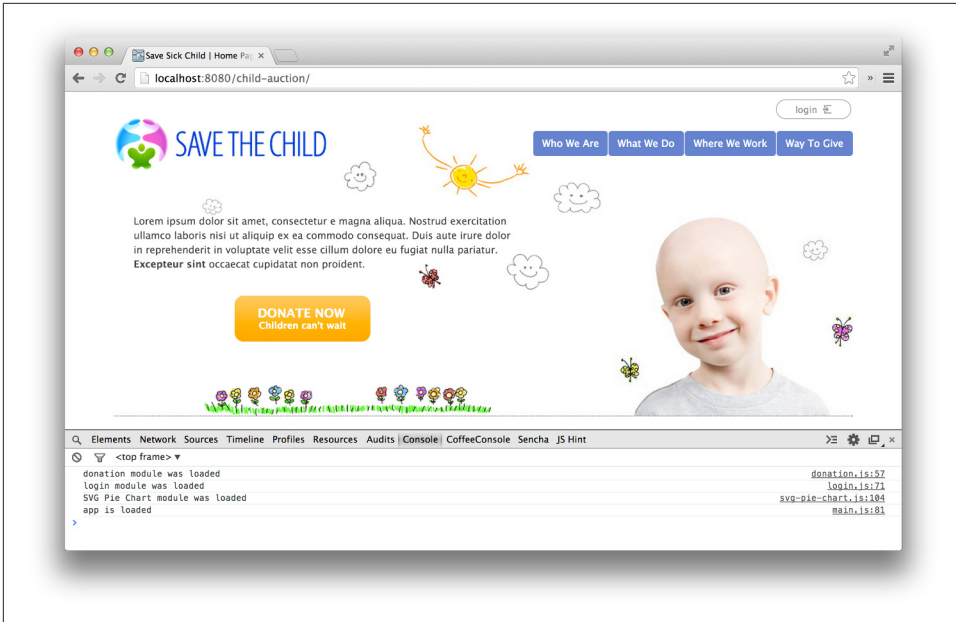 Save Sick Child | Home Pag
localhost:8080/child-auction/
login
SAVE THE CHILD
Who We Are What We Do Where We Work Way To Give
Lorem ipsum dolor sit amet, consectetur e magna aliqua. Nostrud exercitation
ullamco laboris nisi ut aliquip ex ea commodo consequat. Duis aute irure dolor
in reprehenderit in voluptate velit esse cillum dolore eu fugiat nulla pariatur.
Excepteur sint occaecat cupidatat non proident.
DONATE NOW
Children can't wait
Elements Network Sources Timeline Profiles Resources Audits Console CoffeeConsole Sencha JS Hint
<top frame>
donation module was loaded donation.js:57
login module was loaded login.js:71
SVG Pie Chart module was loaded svg-pie-chart.js:104
app is loaded main.js:81